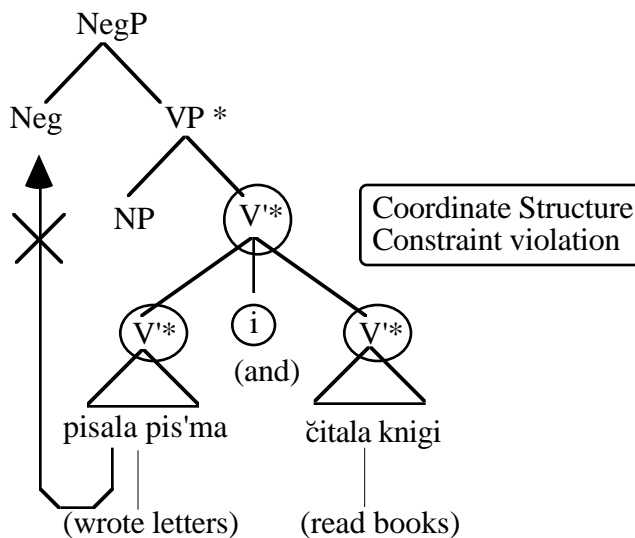 NegP
Neg VP *
NP V'*
Coordinate Structure
Constraint violation
V'* i V'*
(and)
pisala pis'ma čitala knigi
(wrote letters) (read books)